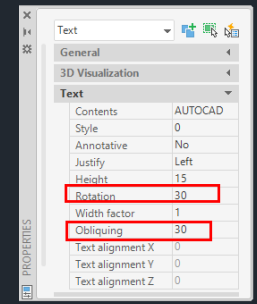 Text
General
3D Visualization
Text
Contents AUTOCAD
Style 0
Annotative No
Justify Left
Height 15
Rotation 30
Width factor 1
Obliquing 30
Text alignment X 0
Text alignment Y 0
Text alignment Z 0
PROPERTIES